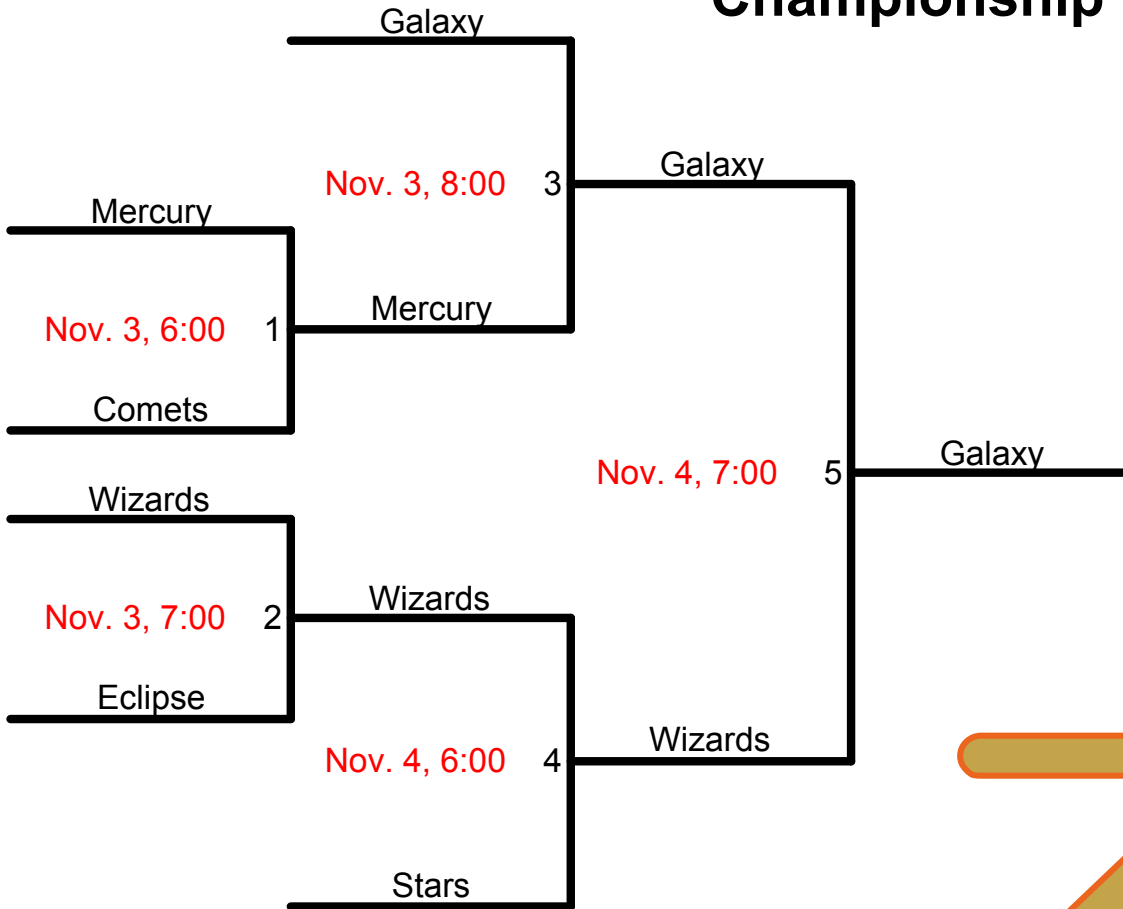 Championship
Galaxy
Nov. 3, 8:00 3
Galaxy
Mercury
Nov. 3, 6:00 1
Mercury
Comets
Nov. 4, 7:00 5
Galaxy
Wizards
Nov. 3, 7:00 2
Wizards
Eclipse
Nov. 4, 6:00 4
Wizards
Stars